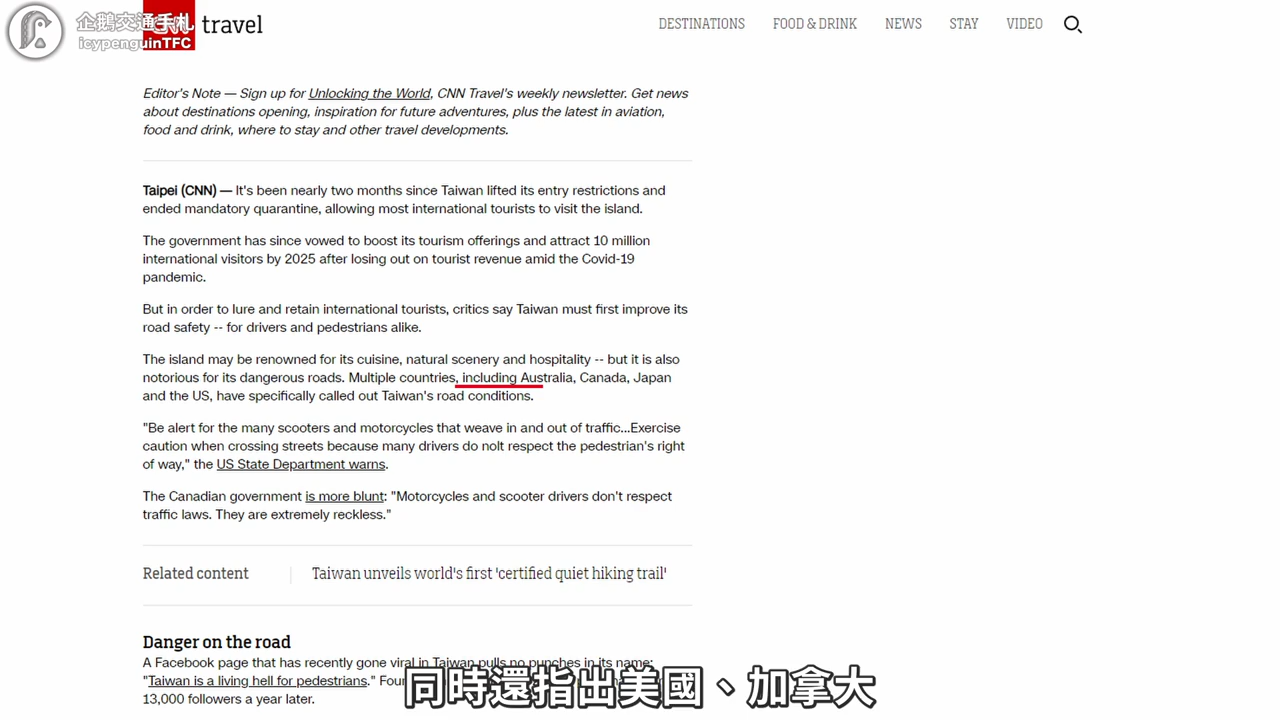 企鵝交通手札
icypenguinTFC
travel
DESTINATIONS FOOD & DRINK NEWS STAY VIDEO
Editor's Note — Sign up for Unlocking the World, CNN Travel's weekly newsletter. Get news
about destinations opening, inspiration for future adventures, plus the latest in aviation,
food and drink, where to stay and other travel developments.
Taipei (CNN) — It's been nearly two months since Taiwan lifted its entry restrictions and
ended mandatory quarantine, allowing most international tourists to visit the island.
The government has since vowed to boost its tourism offerings and attract 10 million
international visitors by 2025 after losing out on tourist revenue amid the Covid-19
pandemic.
But in order to lure and retain international tourists, critics say Taiwan must first improve its
road safety -- for drivers and pedestrians alike.
The island may be renowned for its cuisine, natural scenery and hospitality -- but it is also
notorious for its dangerous roads. Multiple countries, including Australia, Canada, Japan
and the US, have specifically called out Taiwan's road conditions.
"Be alert for the many scooters and motorcycles that weave in and out of traffic...Exercise
caution when crossing streets because many drivers do nolt respect the pedestrian's right
of way," the US State Department warns.
The Canadian government is more blunt: "Motorcycles and scooter drivers don't respect
traffic laws. They are extremely reckless."
Related content Taiwan unveils world's first 'certified quiet hiking trail'
Danger on the road
A Facebook page that has recently gone viral in Taiwan pulls no punches in its name:
"Taiwan is a living hell for pedestrians."
13,000 followers a year later.
同時還指出美國、加拿大